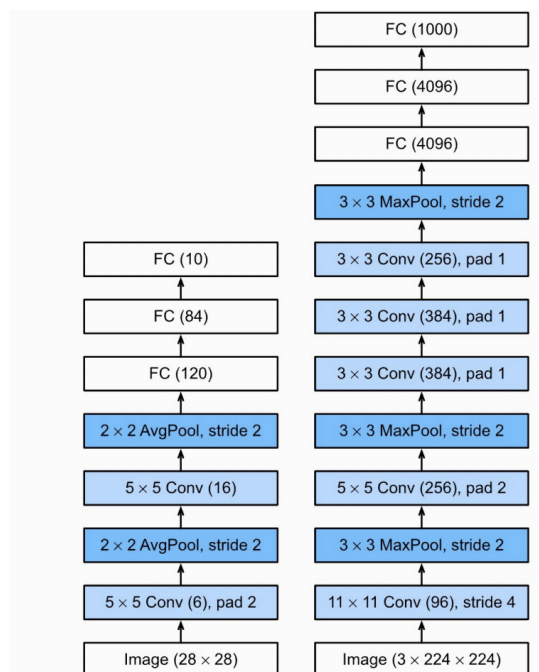 FC (1000)
FC (4096)
FC (4096)
3 × 3 MaxPool, stride 2
3 × 3 Conv (256), pad 1
3 × 3 Conv (384), pad 1
3 × 3 Conv (384), pad 1
3 × 3 MaxPool, stride 2
5 × 5 Conv (256), pad 2
3 × 3 MaxPool, stride 2
11 × 11 Conv (96), stride 4
Image (3 × 224 × 224)
FC (10)
FC (84)
FC (120)
2 × 2 AvgPool, stride 2
5 × 5 Conv (16)
2 × 2 AvgPool, stride 2
5 × 5 Conv (6), pad 2
Image (28 × 28)